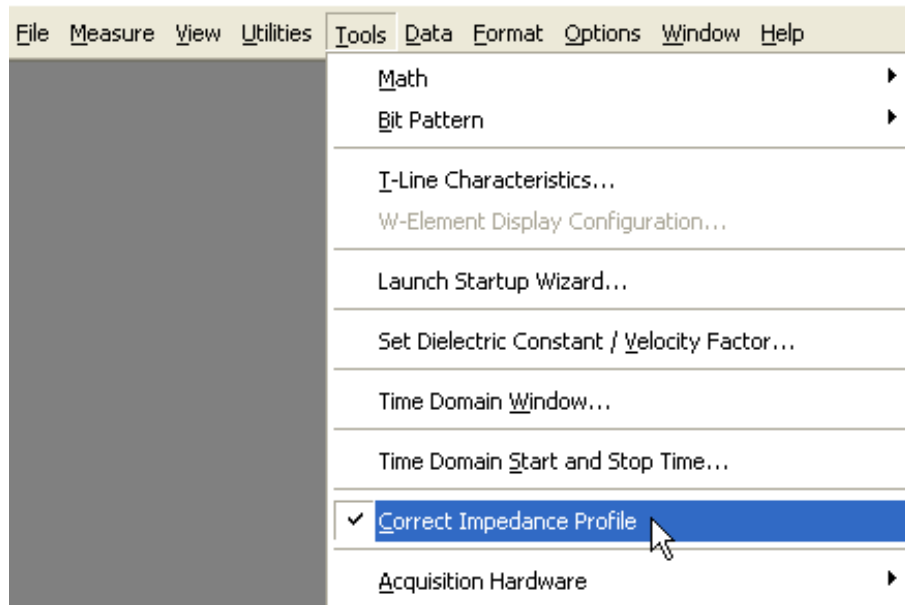 File Measure View Utilities Tools Data Format Options Window Help
Math
Bit Pattern
T-Line Characteristics...
W-Element Display Configuration...
Launch Startup Wizard...
Set Dielectric Constant / Velocity Factor...
Time Domain Window...
Time Domain Start and Stop Time...
Correct Impedance Profile
Acquisition Hardware